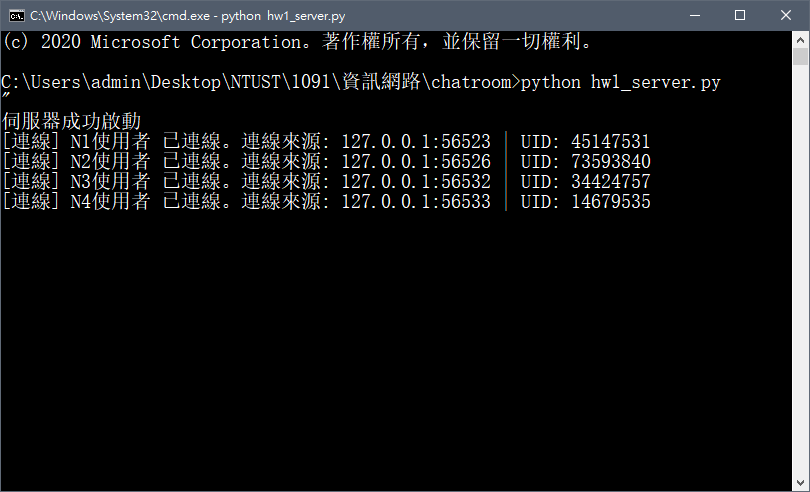 C:\Windows\System32\cmd.exe - python hw1_server.py
(c) 2020 Microsoft Corporation。著作權所有，並保留一切權利。
C:\Users\admin\Desktop\NTUST\1091\資訊網路\chatroom>python hw1_server.py
"
伺服器成功啟動
[連線] N1使用者 已連線。連線來源: 127.0.0.1:56523 | UID: 45147531
[連線] N2使用者 已連線。連線來源: 127.0.0.1:56526 | UID: 73593840
[連線] N3使用者 已連線。連線來源: 127.0.0.1:56532 | UID: 34424757
[連線] N4使用者 已連線。連線來源: 127.0.0.1:56533 | UID: 14679535